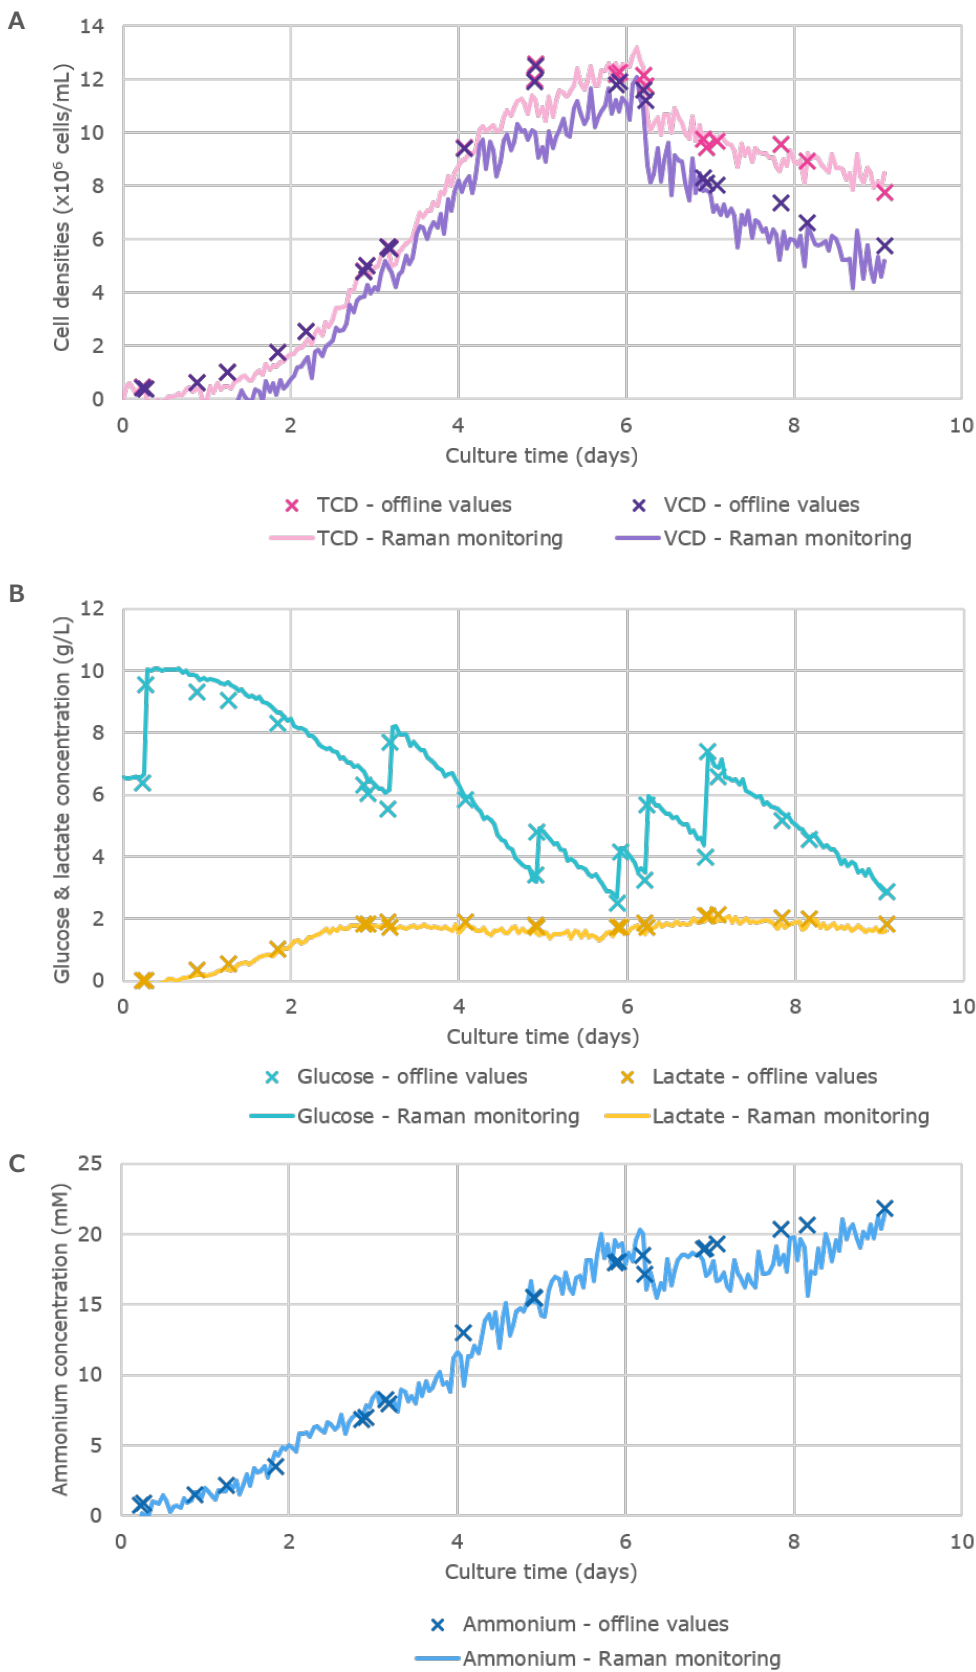 A
Cell densities (x10⁶ cells/mL)
14
12
10
8
6
4
2
0
0 2 4 6 8 10
Culture time (days)
TCD - offline values VCD - offline values
TCD - Raman monitoring VCD - Raman monitoring
B
Glucose & lactate concentration (g/L)
12
10
8
6
4
2
0
0 2 4 6 8 10
Culture time (days)
Glucose - offline values Lactate - offline values
Glucose - Raman monitoring Lactate - Raman monitoring
C
Ammonium concentration (mM)
25
20
15
10
5
0
0 2 4 6 8 10
Culture time (days)
Ammonium - offline values
Ammonium - Raman monitoring